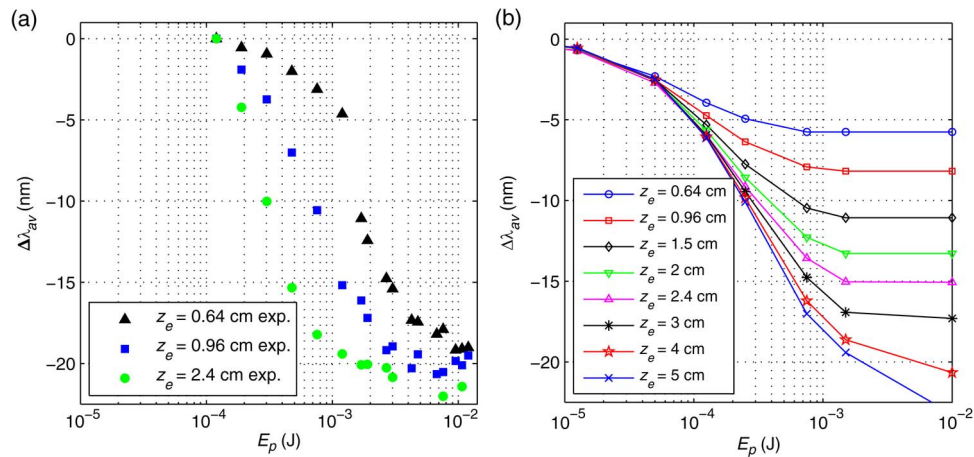 (a)
0
−5
−10
−15
−20
Δλav (nm)
z_e = 0.64 cm exp.
z_e = 0.96 cm exp.
z_e = 2.4 cm exp.
10^−5 10^−4 10^−3 10^−2
E_p (J)
(b)
0
−5
−10
−15
−20
Δλav (nm)
z_e = 0.64 cm
z_e = 0.96 cm
z_e = 1.5 cm
z_e = 2 cm
z_e = 2.4 cm
z_e = 3 cm
z_e = 4 cm
z_e = 5 cm
10^−5 10^−4 10^−3 10^−2
E_p (J)